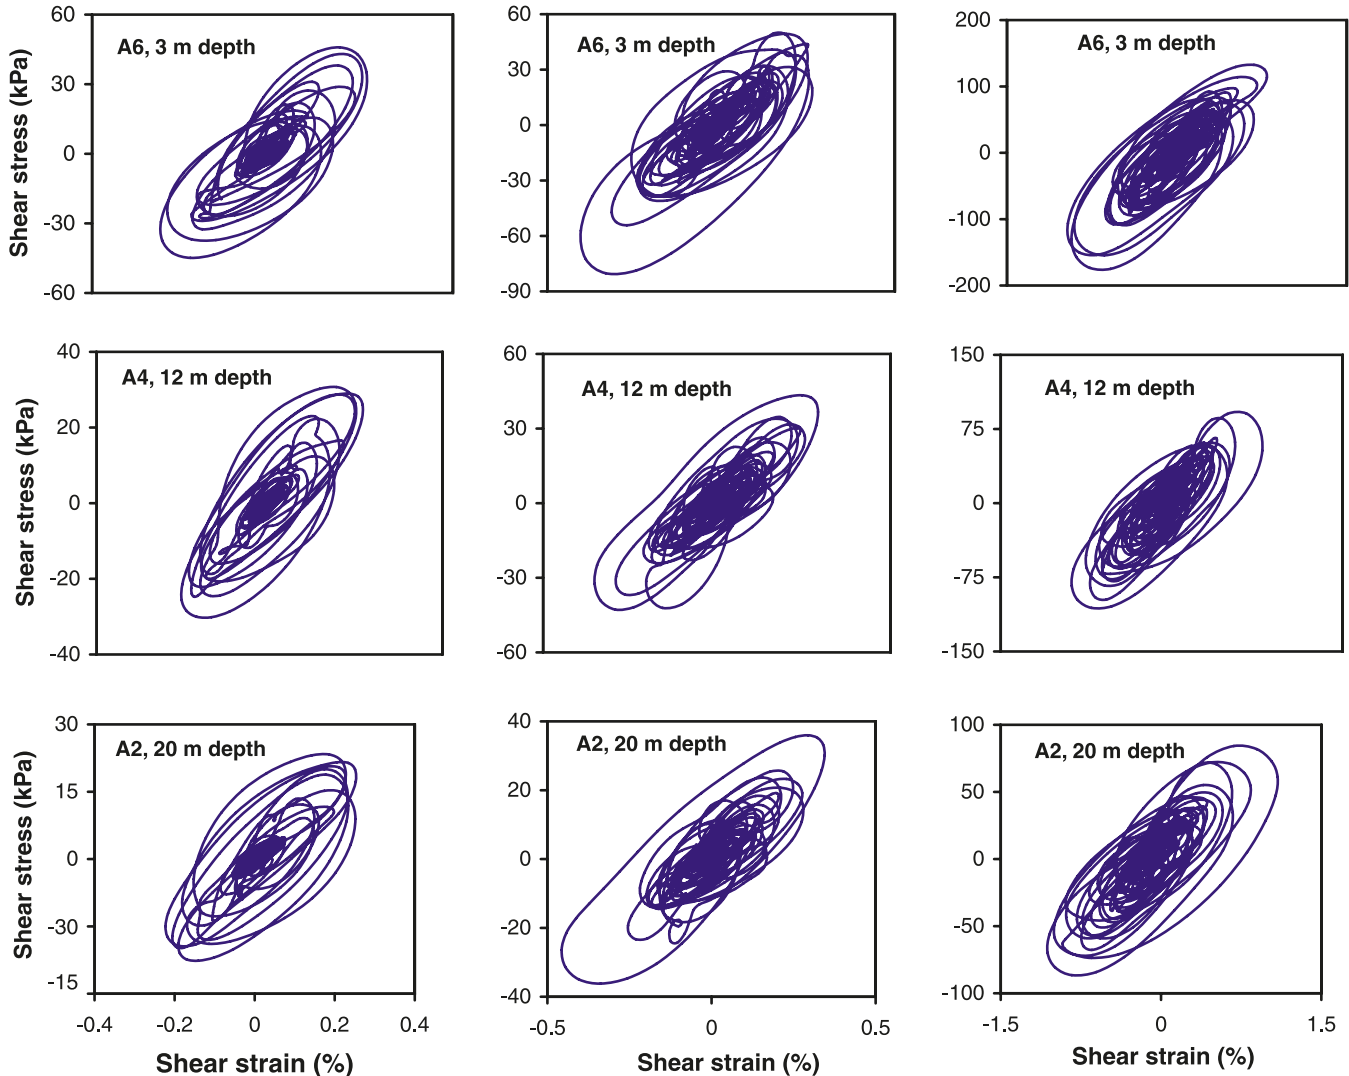 60
30
0
-30
-60
Shear stress (kPa)
A6, 3 m depth
60
30
0
-30
-60
-90
A6, 3 m depth
200
100
0
-100
-200
A6, 3 m depth
40
20
0
-20
-40
Shear stress (kPa)
A4, 12 m depth
60
30
0
-30
-60
A4, 12 m depth
150
75
0
-75
-150
A4, 12 m depth
30
15
0
-30
-15
Shear stress (kPa)
A2, 20 m depth
-0.4 -0.2 0 0.2 0.4
Shear strain (%)
40
20
0
-20
-40
A2, 20 m depth
-0.5 0 0.5
Shear strain (%)
100
50
0
-50
-100
A2, 20 m depth
-1.5 0 1.5
Shear strain (%)